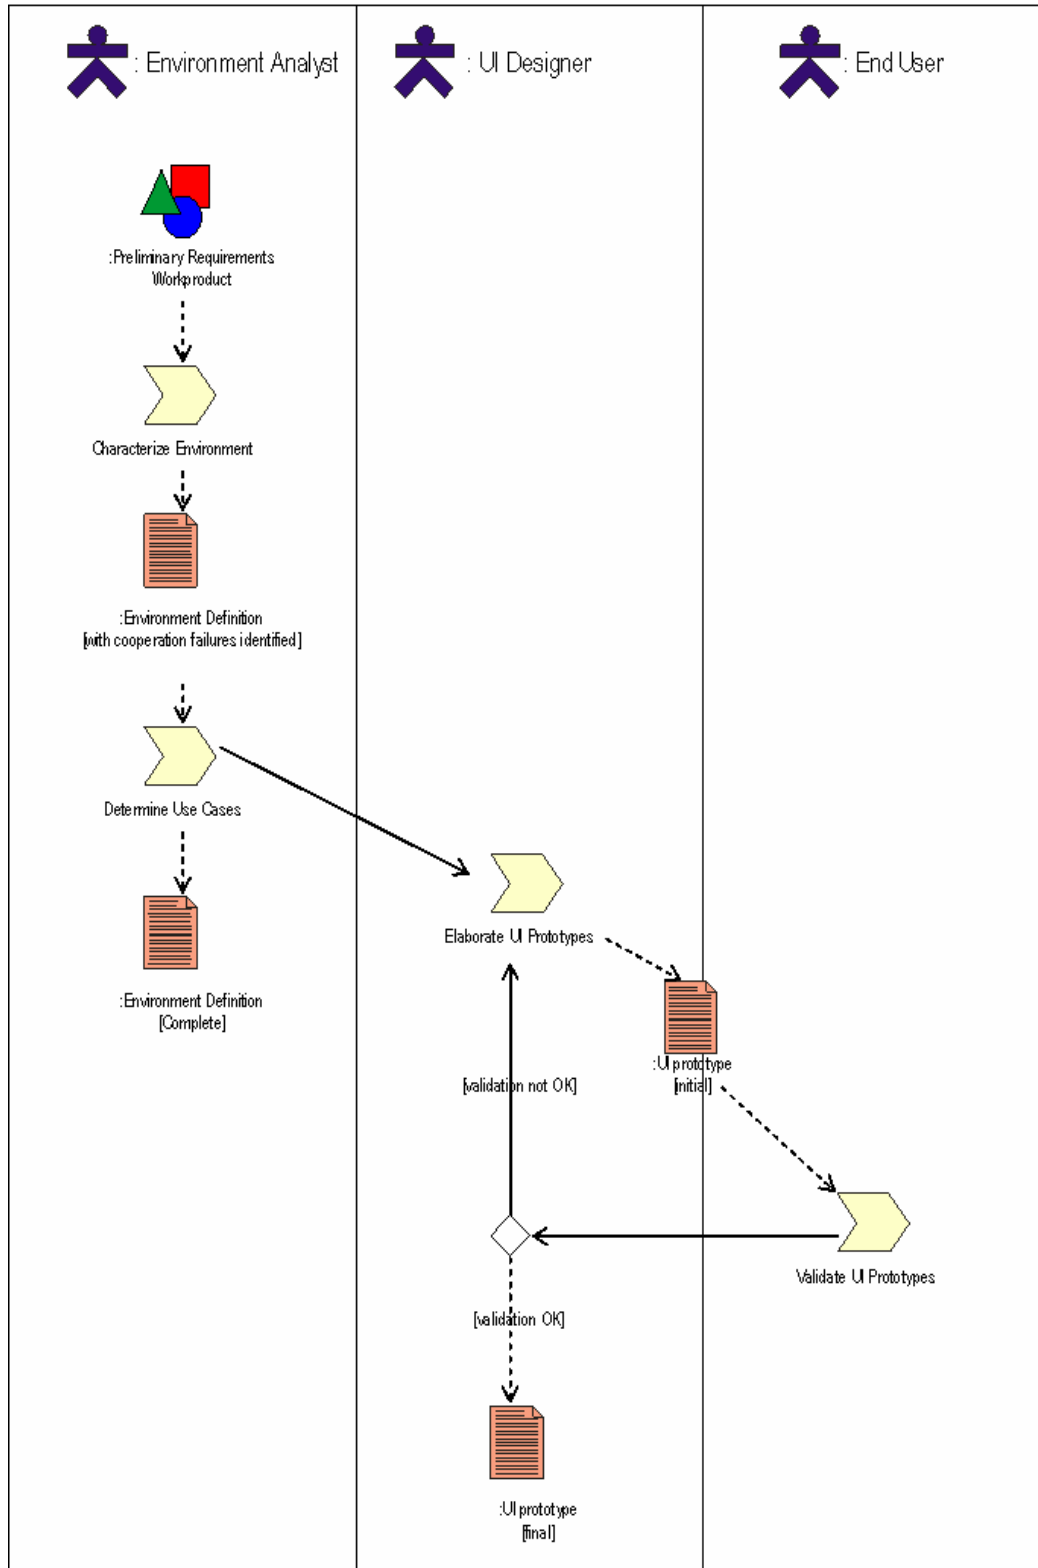 : Environment Analyst
: UI Designer
: End User
:Preliminary Requirements
Workproduct
Characterize Environment
:Environment Definition
[with cooperation failures identified]
Determine Use Cases
:Environment Definition
[Complete]
Elaborate UI Prototypes
:UI prototype
[initial]
[validation not OK]
Validate UI Prototypes
[validation OK]
:UI prototype
[final]